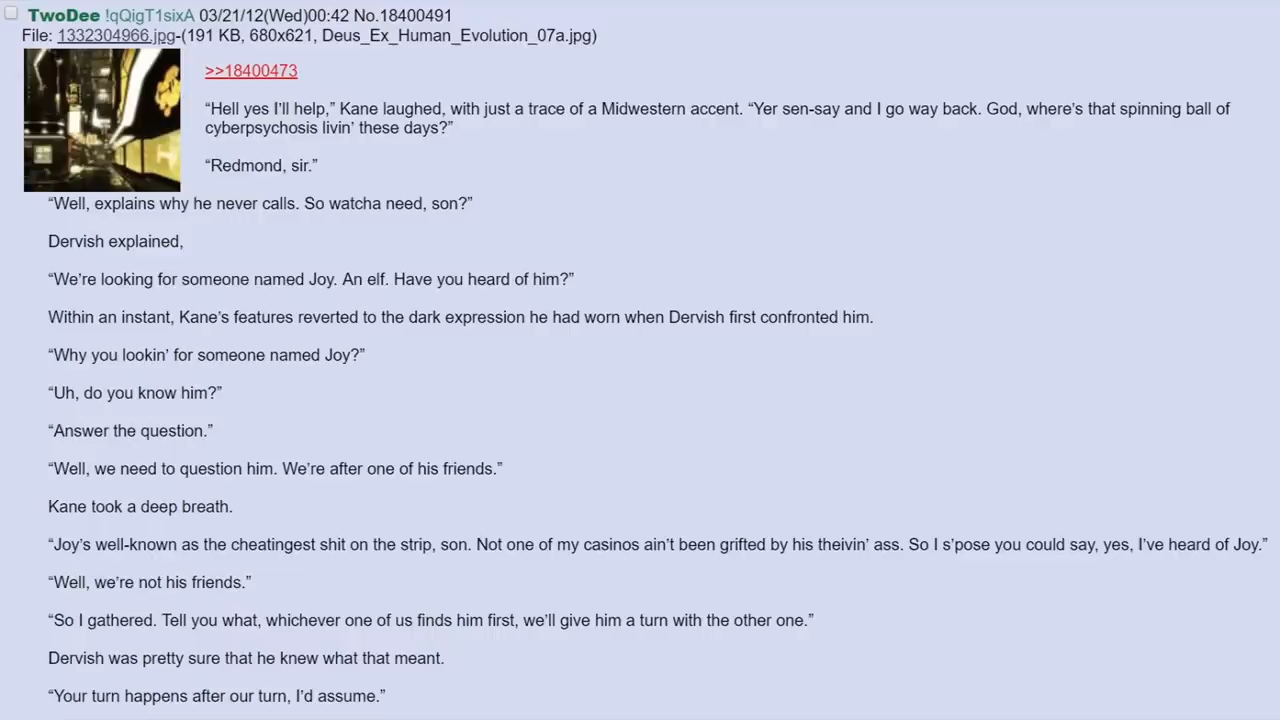 TwoDee !qQigT1sixA 03/21/12(Wed)00:42 No.18400491
File: 1332304966.jpg-(191 KB, 680x621, Deus_Ex_Human_Evolution_07a.jpg)
>>18400473
“Hell yes I’ll help,” Kane laughed, with just a trace of a Midwestern accent. “Yer sen-say and I go way back. God, where’s that spinning ball of
cyberpsychosis livin’ these days?”
“Redmond, sir.”
“Well, explains why he never calls. So watcha need, son?”
Dervish explained,
“We’re looking for someone named Joy. An elf. Have you heard of him?”
Within an instant, Kane’s features reverted to the dark expression he had worn when Dervish first confronted him.
“Why you lookin’ for someone named Joy?”
“Uh, do you know him?”
“Answer the question.”
“Well, we need to question him. We’re after one of his friends.”
Kane took a deep breath.
“Joy’s well-known as the cheatingest shit on the strip, son. Not one of my casinos ain’t been grifted by his theivin’ ass. So I s’pose you could say, yes, I’ve heard of Joy.”
“Well, we’re not his friends.”
“So I gathered. Tell you what, whichever one of us finds him first, we’ll give him a turn with the other one.”
Dervish was pretty sure that he knew what that meant.
“Your turn happens after our turn, I’d assume.”